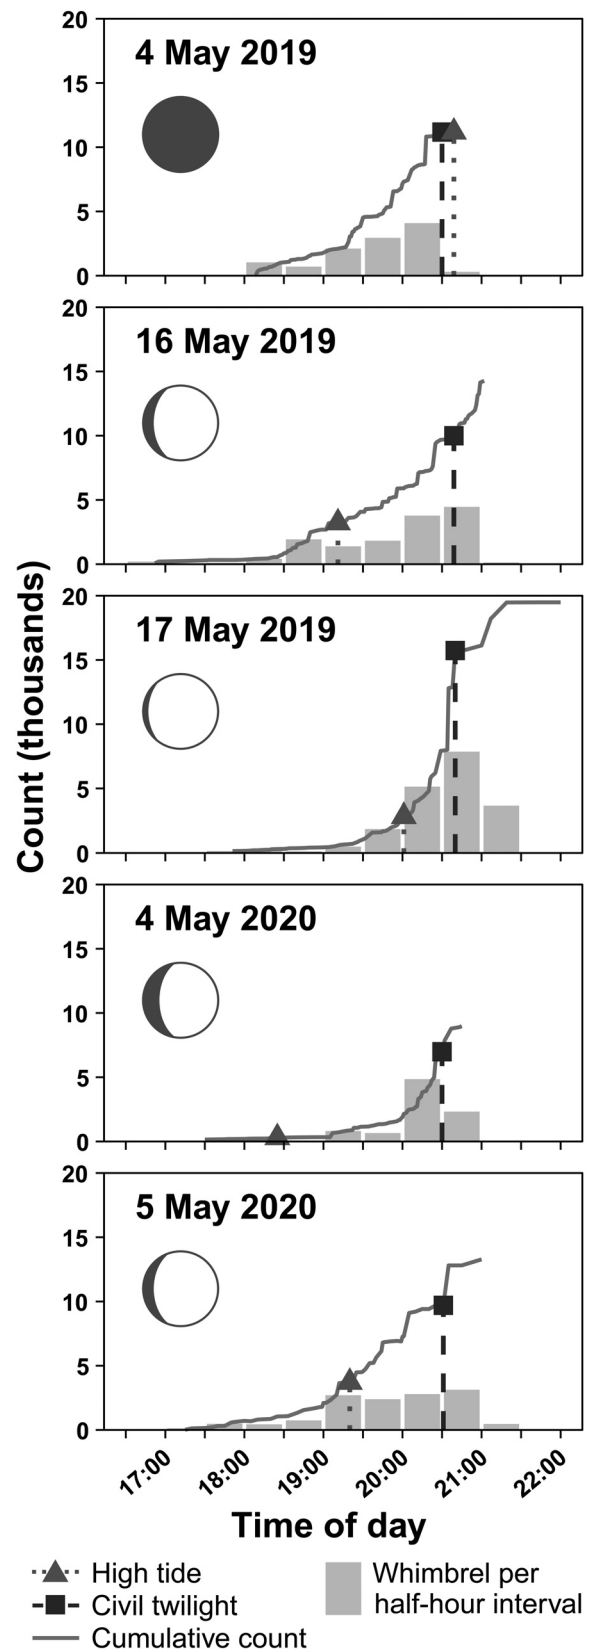 20
4 May 2019
15
10
5
0
20
16 May 2019
15
10
5
0
20
17 May 2019
15
10
5
0
20
4 May 2020
15
10
5
0
20
5 May 2020
15
10
5
0
Count (thousands)
17:00 18:00 19:00 20:00 21:00 22:00
Time of day
High tide
Civil twilight
Cumulative count
Whimbrel per
half-hour interval